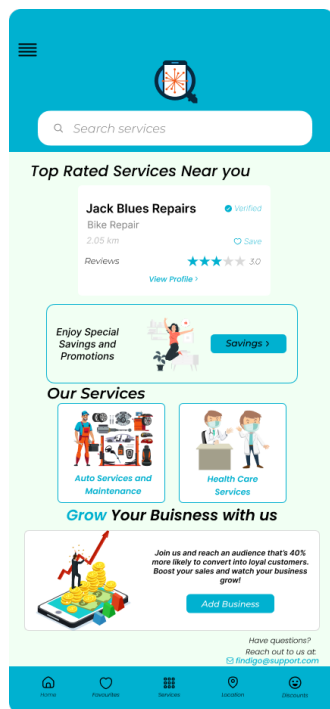 Search services
Top Rated Services Near you
Jack Blues Repairs
Verified
Bike Repair
2.05 km
Save
Reviews
3.0
View Profile >
Enjoy Special
Savings and
Promotions
Savings >
Our Services
Auto Services and
Maintenance
Health Care
Services
Grow Your Buisness with us
Join us and reach an audience that's 40%
more likely to convert into loyal customers.
Boost your sales and watch your business
grow!
Add Business
Have questions?
Reach out to us at:
findigo@support.com
Home
Favourites
Services
Location
Discounts